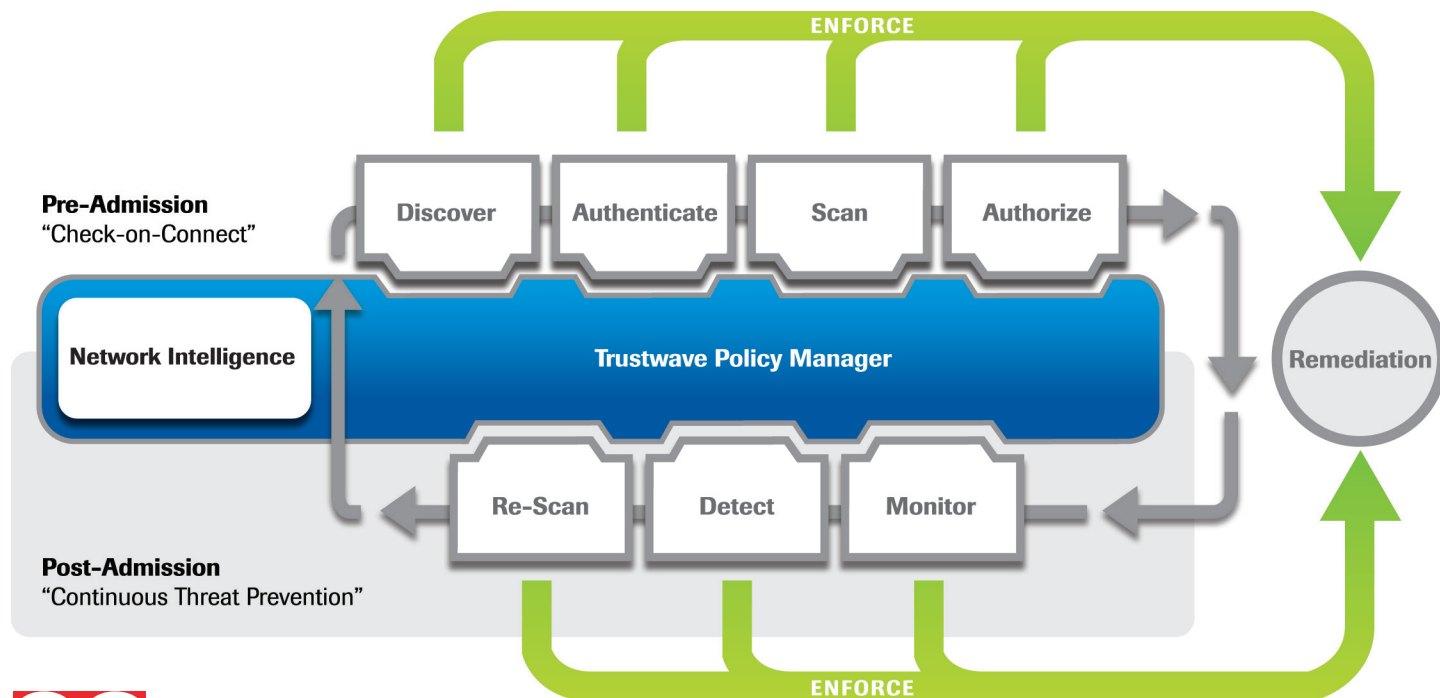 ENFORCE
Pre-Admission
“Check-on-Connect”
Discover
Authenticate
Scan
Authorize
Network Intelligence
Trustwave Policy Manager
Remediation
Re-Scan
Detect
Monitor
Post-Admission
“Continuous Threat Prevention”
ENFORCE